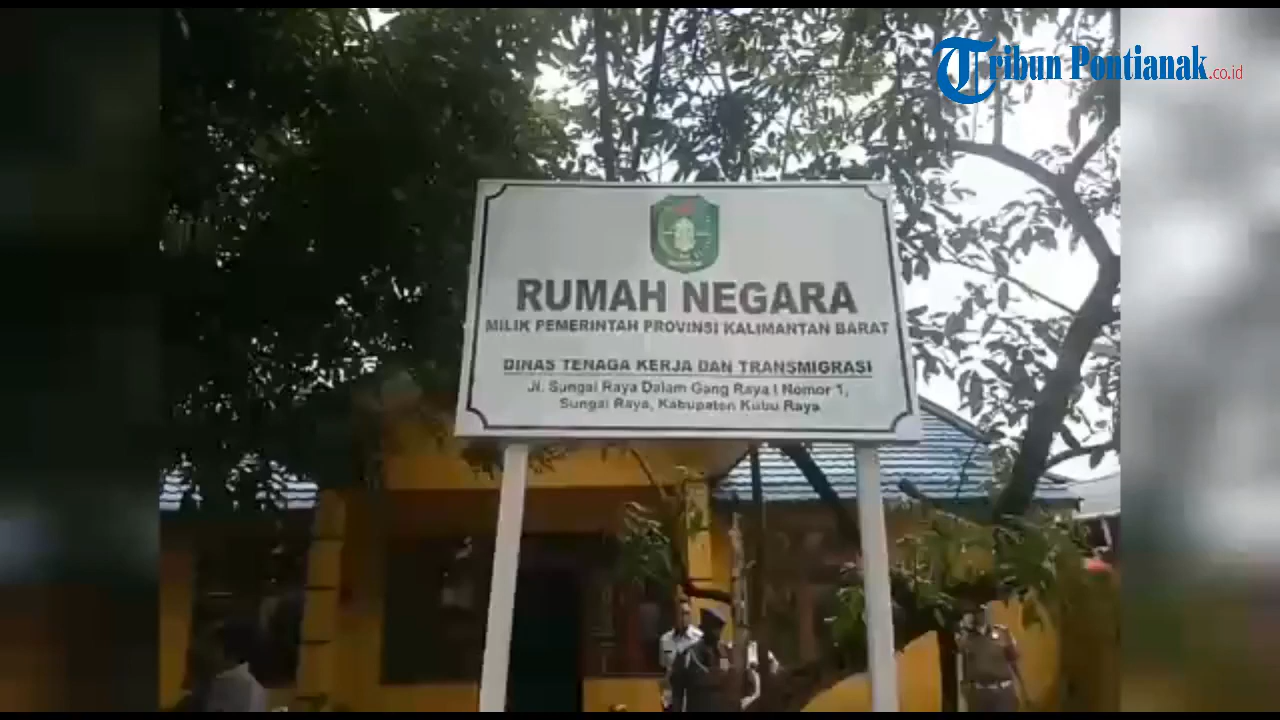 Tribun Pontianak.co.id
RUMAH NEGARA
MILIK PEMERINTAH PROVINSI KALIMANTAN BARAT
DINAS TENAGA KERJA DAN TRANSMIGRASI
Jl. Sungai Raya Dalam Gang Raya I Nomor 1,
Sungai Raya, Kabupaten Kubu Raya